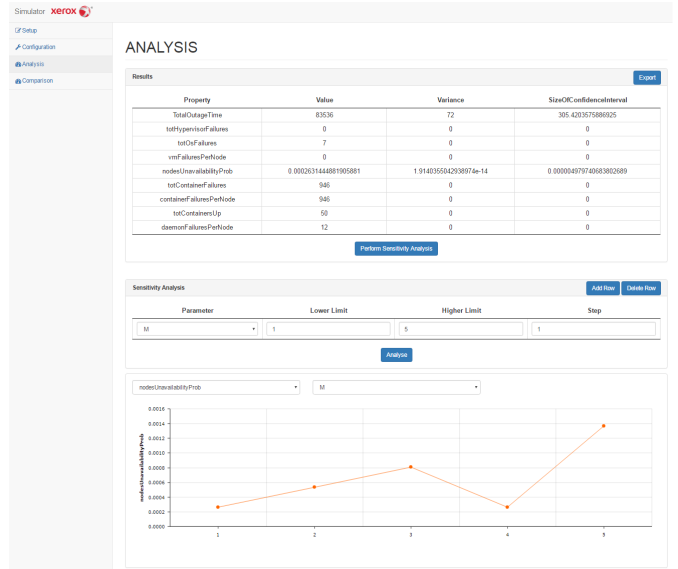 Simulator xerox
Setup
Configuration
Analysis
Comparison
ANALYSIS
Results Export
Property Value Variance SizeOfConfidenceInterval
TotalOutageTime 83536 72 305.4203575886925
totHypervisorFailures 0 0 0
totOsFailures 7 0 0
vmFailuresPerNode 0 0 0
nodesUnavailabilityProb 0.0002631444881905881 1.9140355042938974e-14 0.000004979740683802689
totContainerFailures 946 0 0
containerFailuresPerNode 946 0 0
totContainersUp 50 0 0
daemonFailuresPerNode 12 0 0
Perform Sensitivity Analysis
Sensitivity Analysis Add Row Delete Row
Parameter Lower Limit Higher Limit Step
M 1 5 1
Analyse
nodesUnavailabilityProb M
nodesUnavailabilityProb
0.0016
0.0014
0.0012
0.0010
0.0008
0.0006
0.0004
0.0002
0.0000
1 2 3 4 5